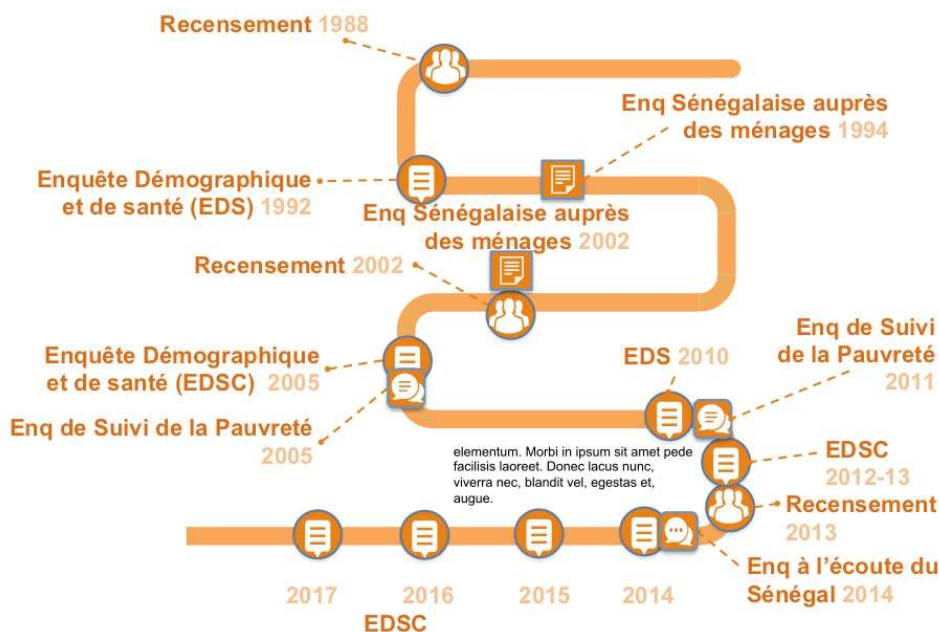 Recensement 1988
Enq Sénégalaise auprès
des ménages 1994
Enquête Démographique
et de santé (EDS) 1992
Enq Sénégalaise auprès
des ménages 2002
Recensement 2002
Enquête Démographique
et de santé (EDSC) 2005
Enq de Suivi de la Pauvreté
2005
EDS 2010
Enq de Suivi
de la Pauvreté
2011
elementum. Morbi in ipsum sit amet pede
facilisis laoreet. Donec lacus nunc,
viverra nec, blandit vel, egestas et,
augue.
EDSC
2012-13
Recensement
2013
Enq à l’écoute du
Sénégal 2014
2017 2016 2015 2014
EDSC